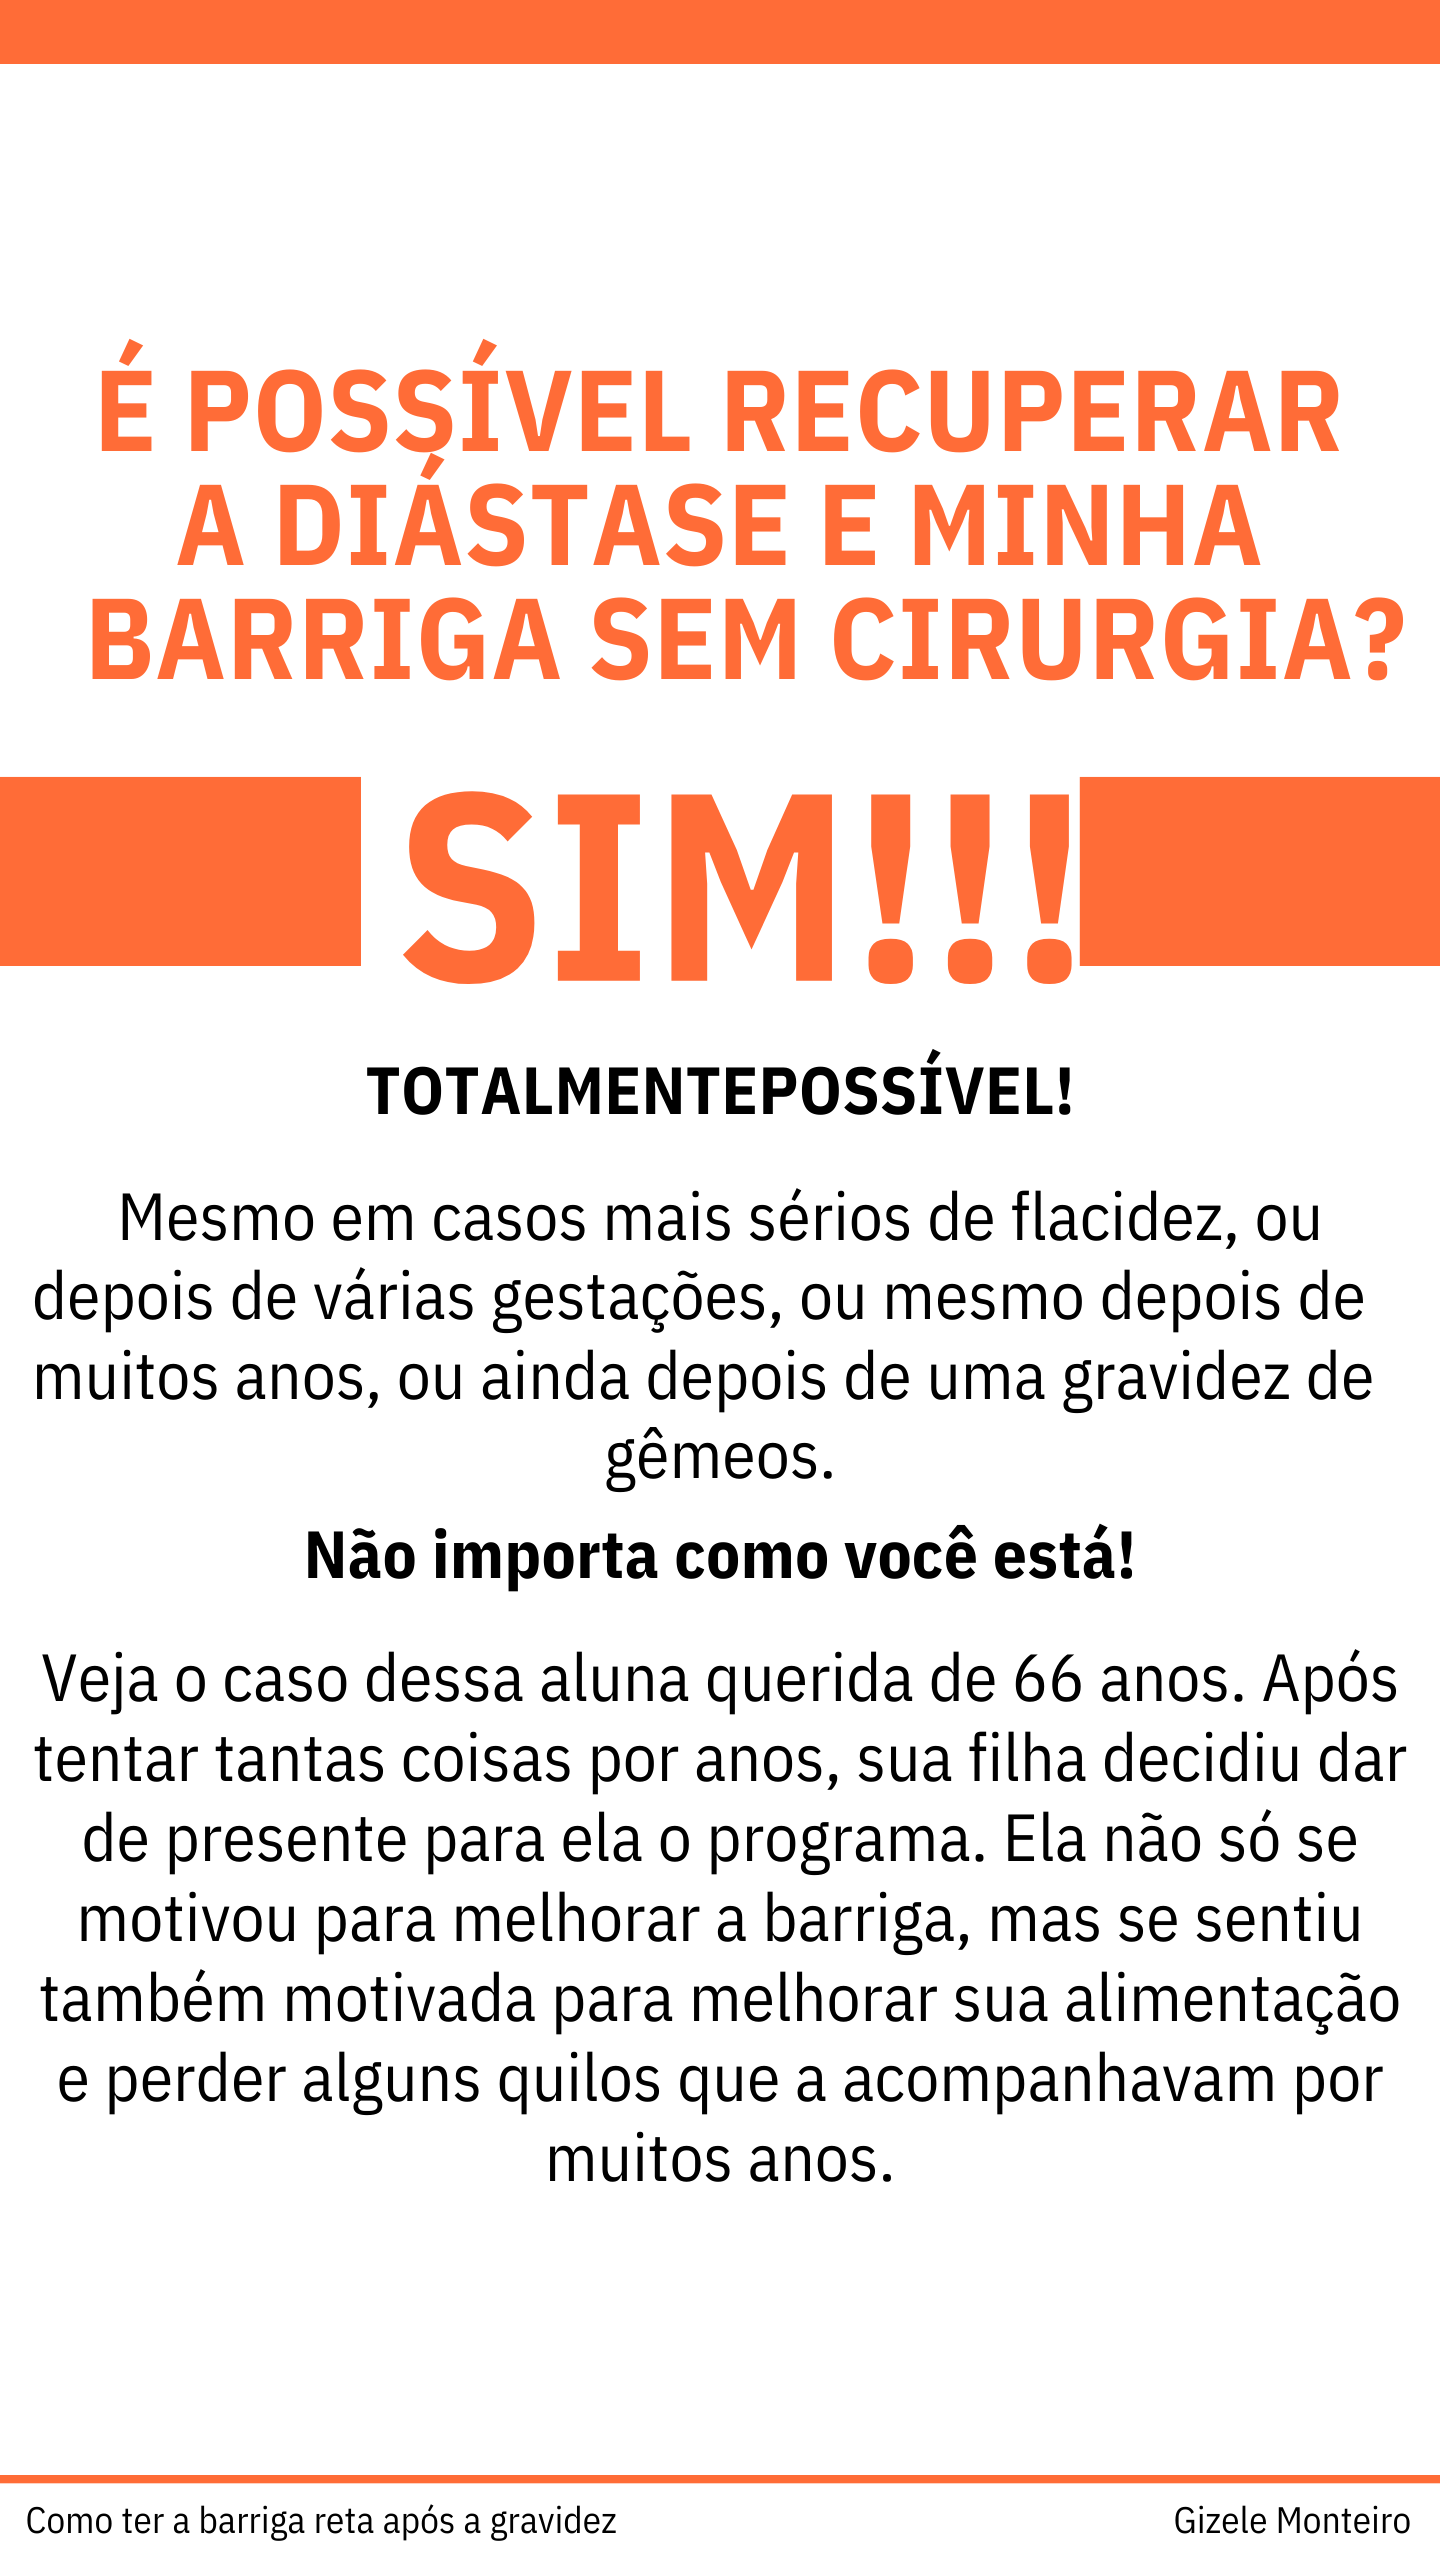 É POSSÍVEL RECUPERAR
A DIÁSTASE E MINHA
BARRIGA SEM CIRURGIA?
SIM!!!
TOTALMENTEPOSSÍVEL!
Mesmo em casos mais sérios de flacidez, ou
depois de várias gestações, ou mesmo depois de
muitos anos, ou ainda depois de uma gravidez de
gêmeos.
Não importa como você está!
Veja o caso dessa aluna querida de 66 anos. Após
tentar tantas coisas por anos, sua filha decidiu dar
de presente para ela o programa. Ela não só se
motivou para melhorar a barriga, mas se sentiu
também motivada para melhorar sua alimentação
e perder alguns quilos que a acompanhavam por
muitos anos.
Como ter a barriga reta após a gravidez
Gizele Monteiro